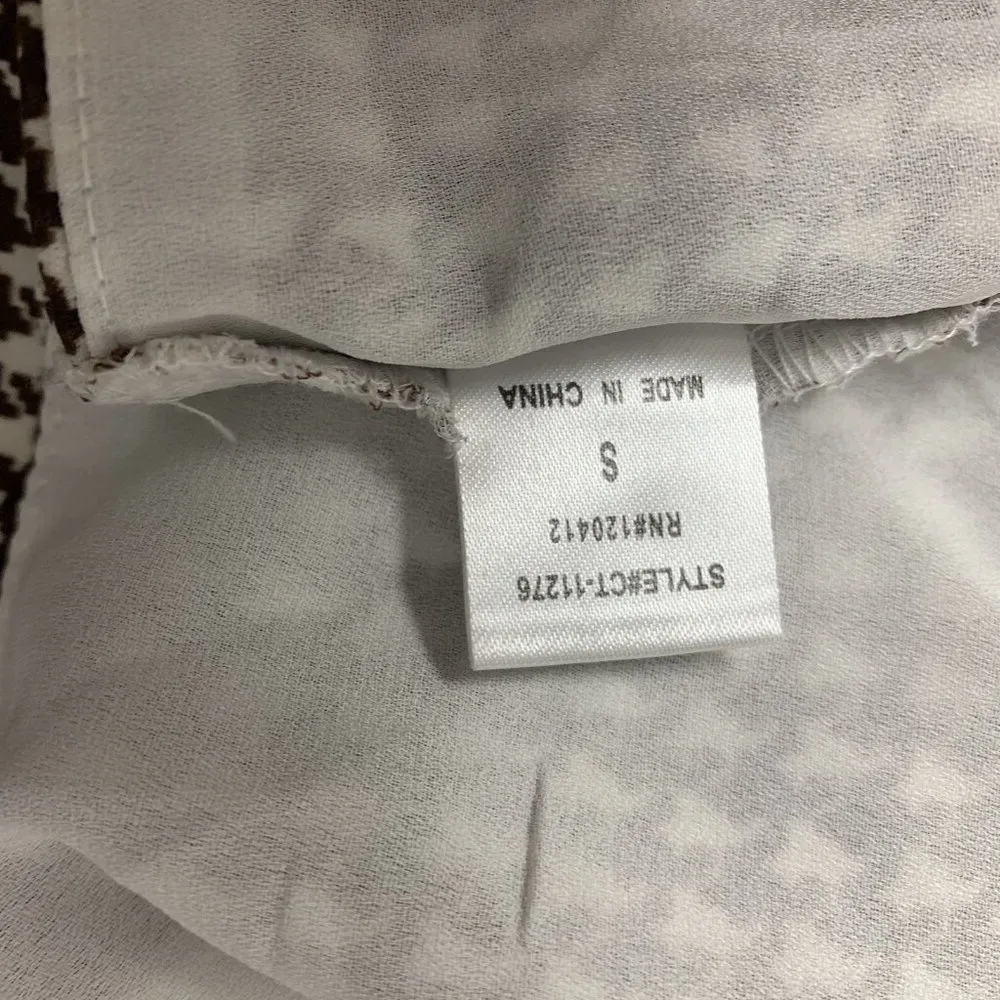 STYLE#CT-11276
RN#120412
S
MADE IN CHINA